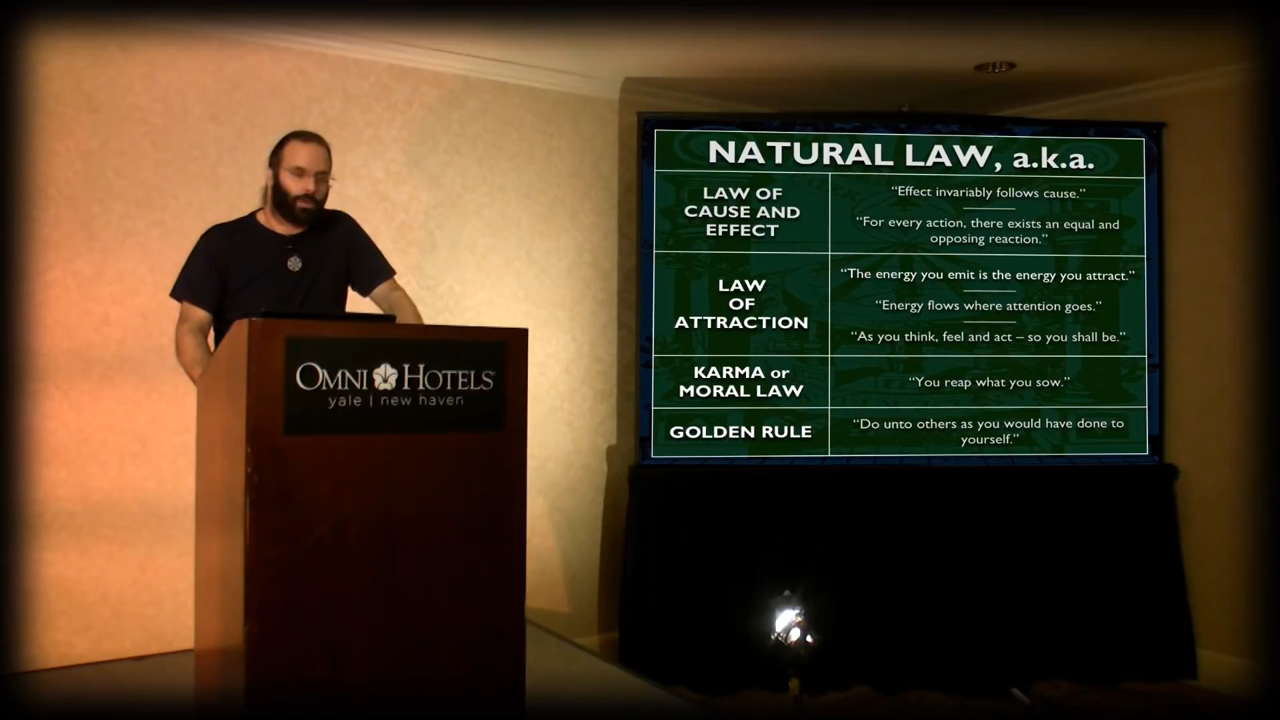 OMNI HOTELS
yale | new haven
NATURAL LAW, a.k.a.
LAW OF
CAUSE AND
EFFECT
“Effect invariably follows cause.”
“For every action, there exists an equal and
opposing reaction.”
LAW
OF
ATTRACTION
“The energy you emit is the energy you attract.”
“Energy flows where attention goes.”
“As you think, feel and act – so you shall be.”
KARMA or
MORAL LAW
“You reap what you sow.”
GOLDEN RULE
“Do unto others as you would have done to
yourself.”